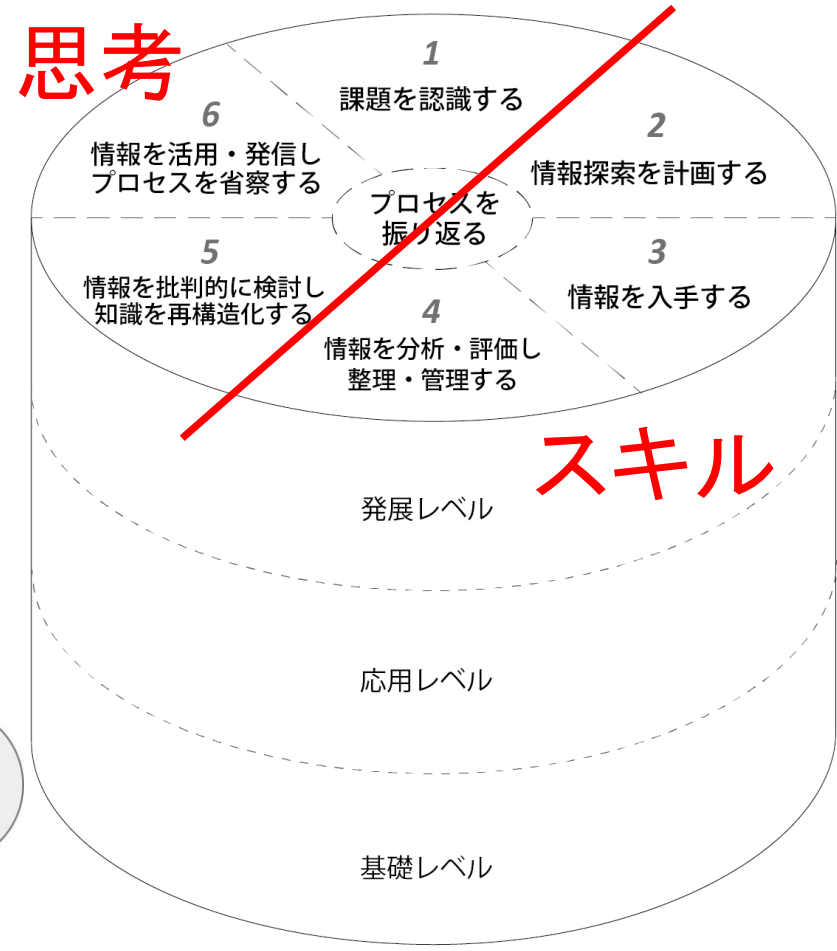 思考
1
課題を認識する
2
情報探索を計画する
3
情報を入手する
4
情報を分析・評価し
整理・管理する
5
情報を批判的に検討し
知識を再構造化する
6
情報を活用・発信し
プロセスを省察する
プロセスを
振り返る
スキル
発展レベル
応用レベル
基礎レベル